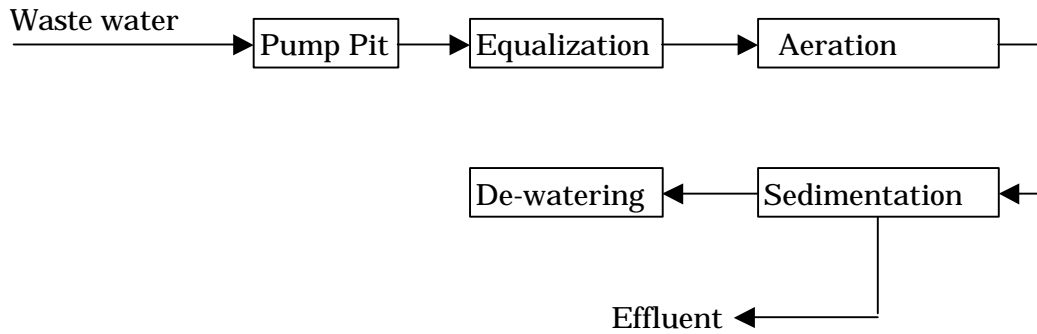 Waste water
Pump Pit
Equalization
Aeration
De-watering
Sedimentation
Effluent